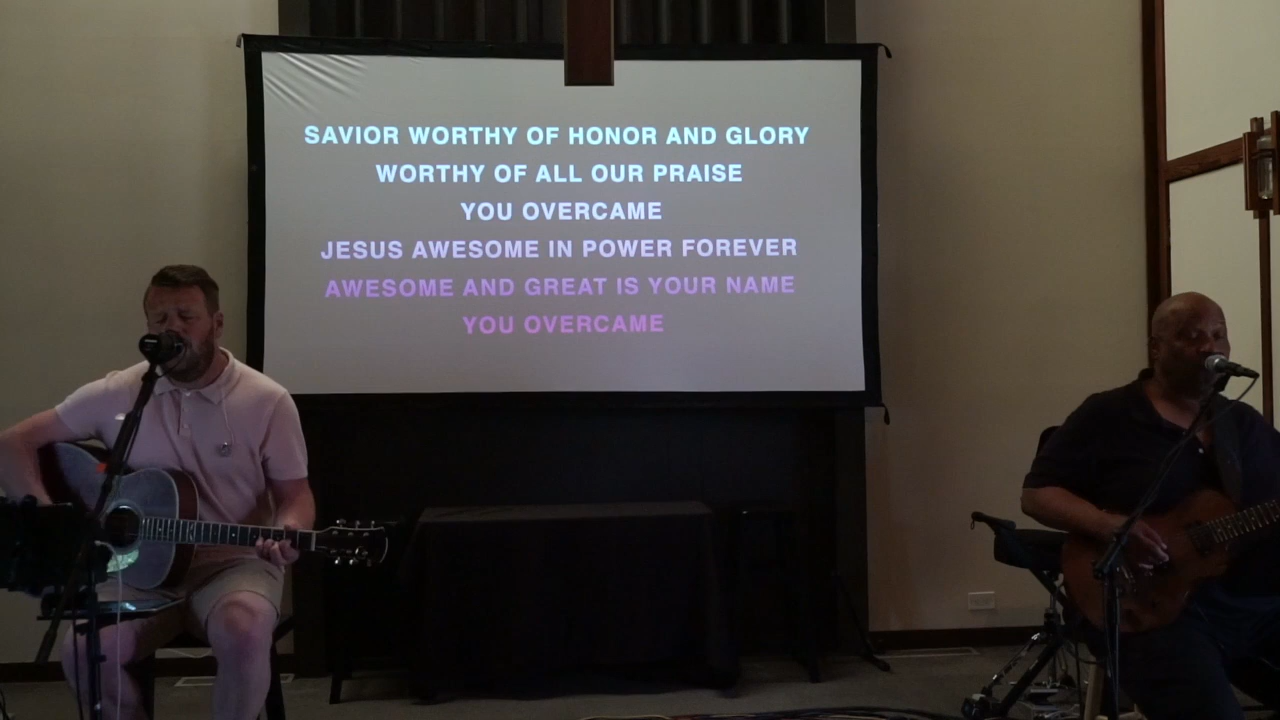 SAVIOR WORTHY OF HONOR AND GLORY
WORTHY OF ALL OUR PRAISE
YOU OVERCAME
JESUS AWESOME IN POWER FOREVER
AWESOME AND GREAT IS YOUR NAME
YOU OVERCAME